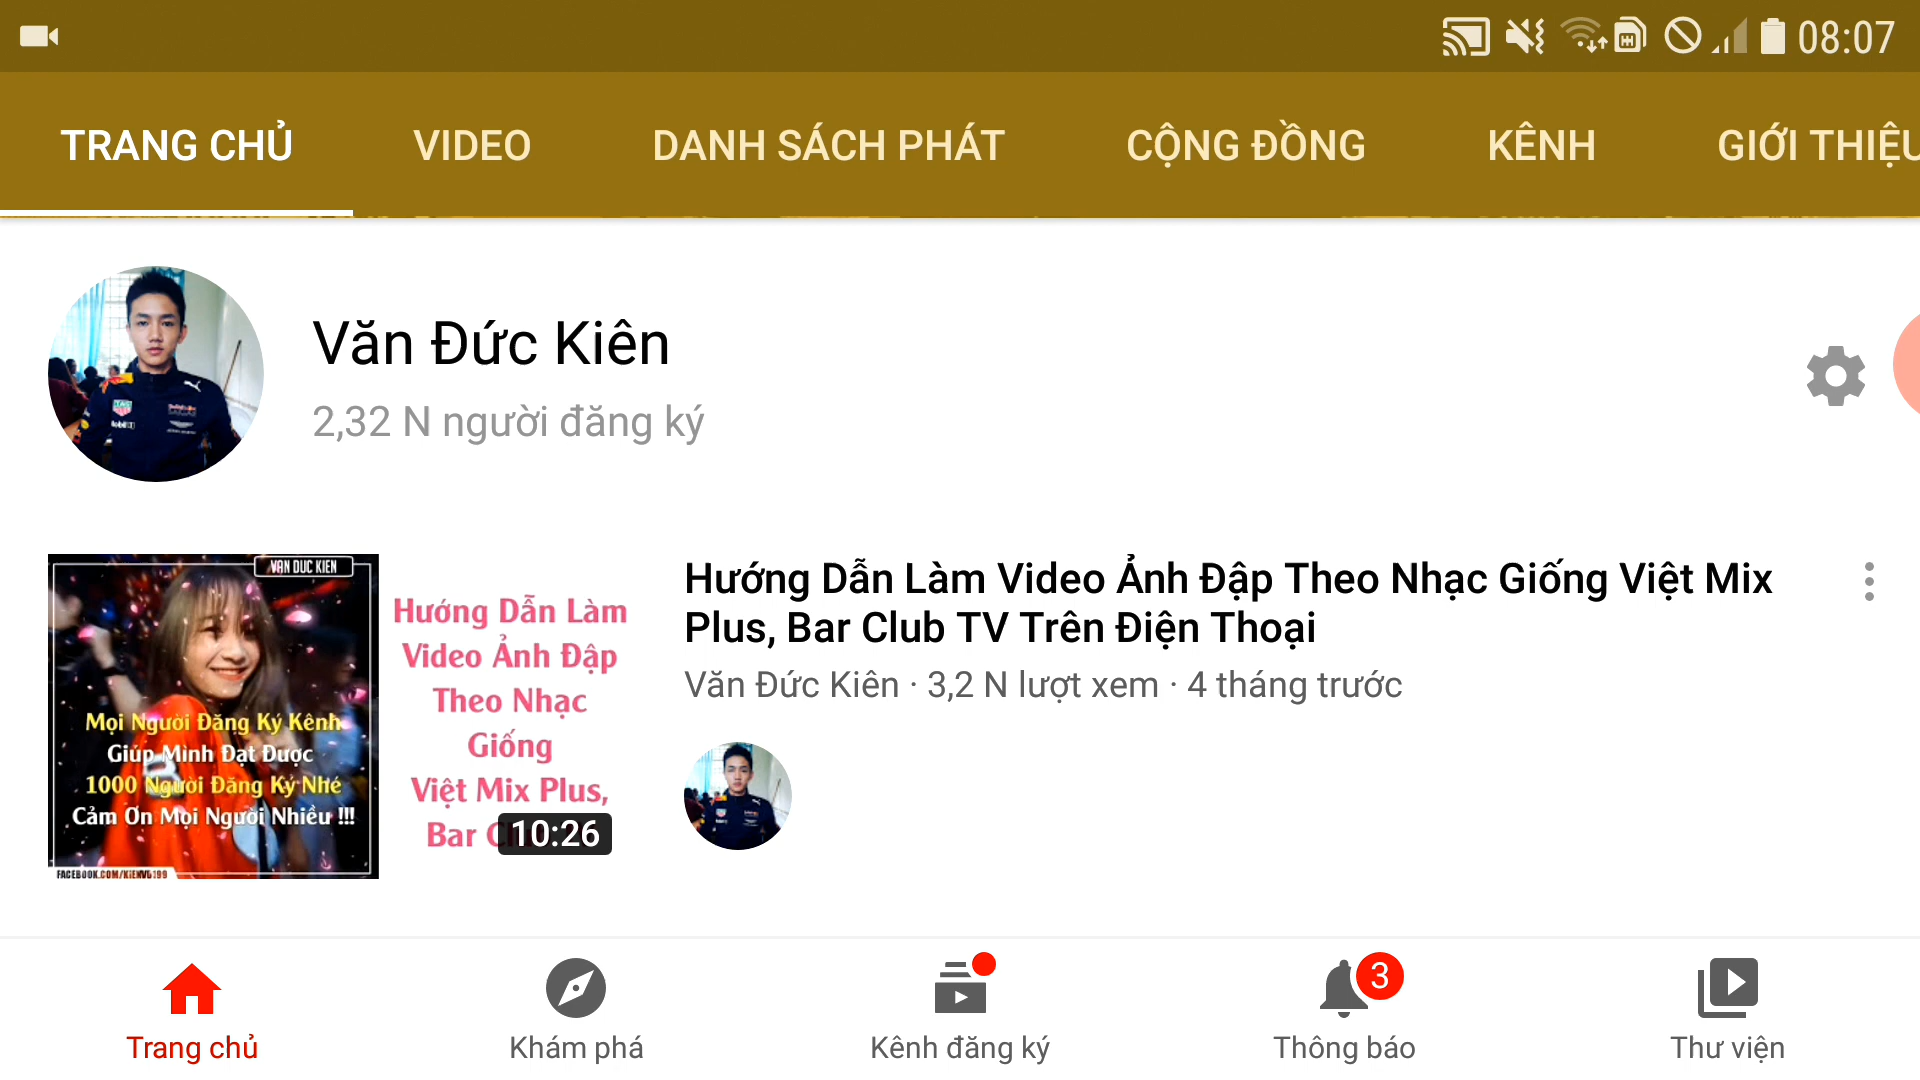 08:07
TRANG CHỦ
VIDEO
DANH SÁCH PHÁT
CỘNG ĐỒNG
KÊNH
GIỚI THIỆU
Văn Đức Kiên
2,32 N người đăng ký
VAN DUC KIEN
Mọi Người Đăng Ký Kênh
Giúp Mình Đạt Được
1000 Người Đăng Ký Nhé
Cảm Ơn Mọi Người Nhiều !!!
Hướng Dẫn Làm
Video Ảnh Đập
Theo Nhạc
Giống
Việt Mix Plus,
Bar
10:26
Hướng Dẫn Làm Video Ảnh Đập Theo Nhạc Giống Việt Mix
Plus, Bar Club TV Trên Điện Thoại
Văn Đức Kiên · 3,2 N lượt xem · 4 tháng trước
Trang chủ
Khám phá
Kênh đăng ký
3
Thông báo
Thư viện